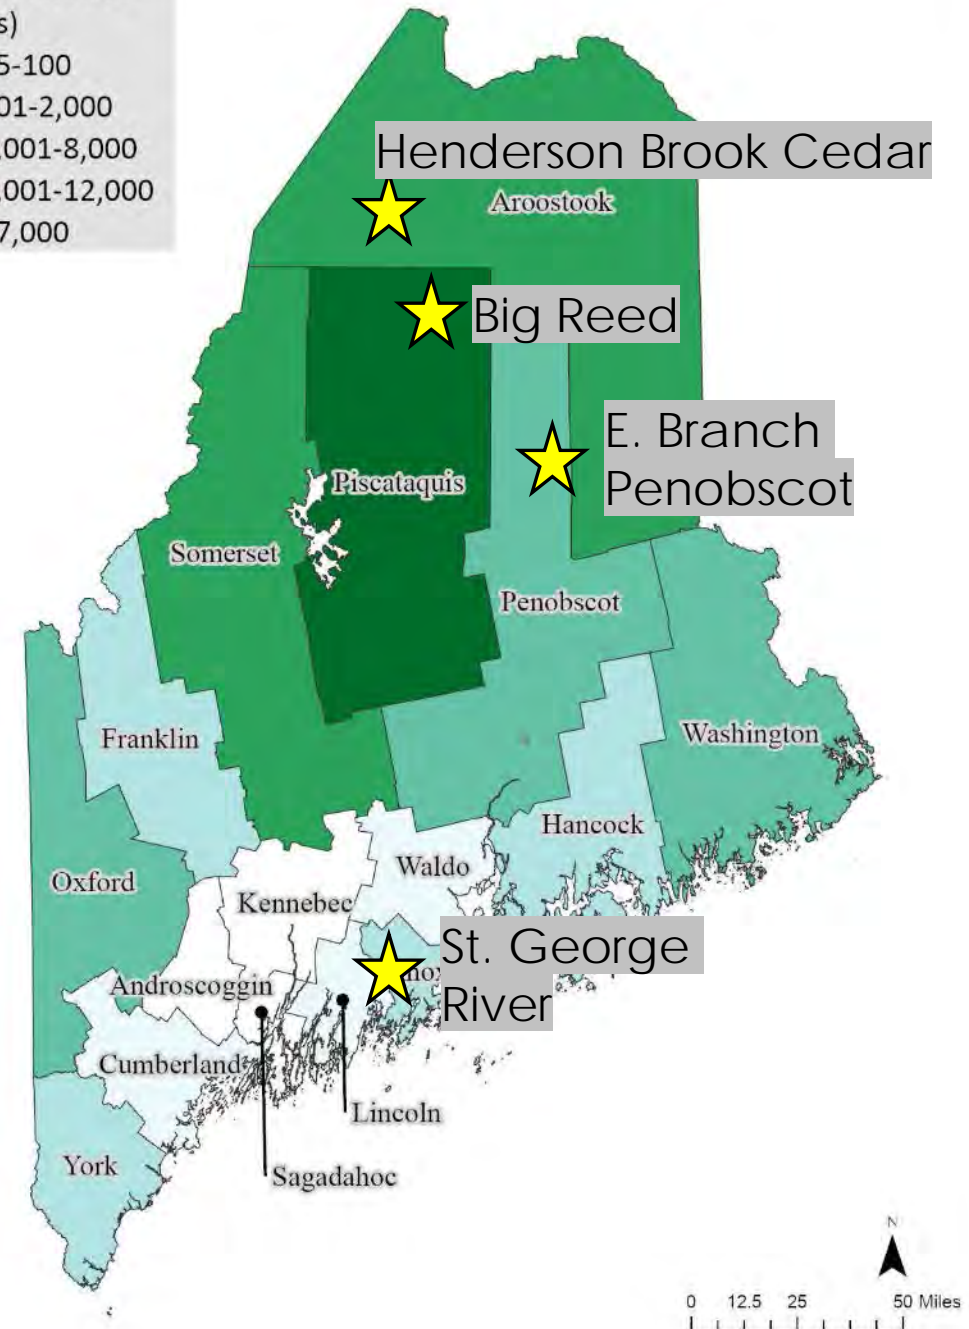 s)
5-100
01-2,000
,001-8,000
,001-12,000
7,000
Henderson Brook Cedar
Aroostook
Big Reed
E. Branch
Penobscot
Piscataquis
Somerset
Penobscot
Franklin
Washington
Hancock
Waldo
Oxford
Kennebec
St. George
River
nox
Androscoggin
Cumberland
Lincoln
York
Sagadahoc
N
0 12.5 25 50 Miles